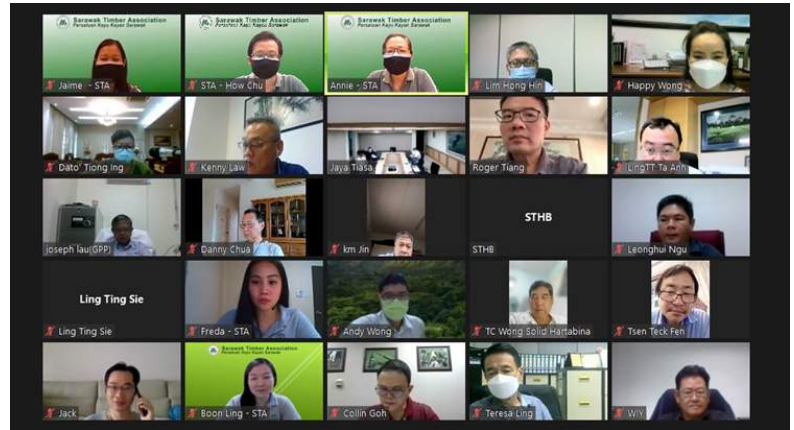 Sarawak Timber Association
Persatuan Kayu Kayan Sarawak
Jaime - STA
Sarawak Timber Association
Persatuan Kayu Kayan Sarawak
STA - How Chu
Sarawak Timber Association
Persatuan Kayu Kayan Sarawak
Annie - STA
Lim Hong Hin
Happy Wong
Dato' Tiong Ing
Kenny Law
Jaya Tiasa
Roger Tiang
LingTT-Ta Ann
joseph lau(GPP)
Danny Chua
km Jin
STHB
STHB
Leonghui Ngu
Ling Ting Sie
Ling Ting Sie
Freda - STA
Andy Wong
TC Wong Solid Hartabina
Tsen Teck Fen
Jack
Sarawak Timber Association
Persatuan Kayu Kayan Sarawak
Boon Ling - STA
Collin Goh
Teresa Ling
WIY